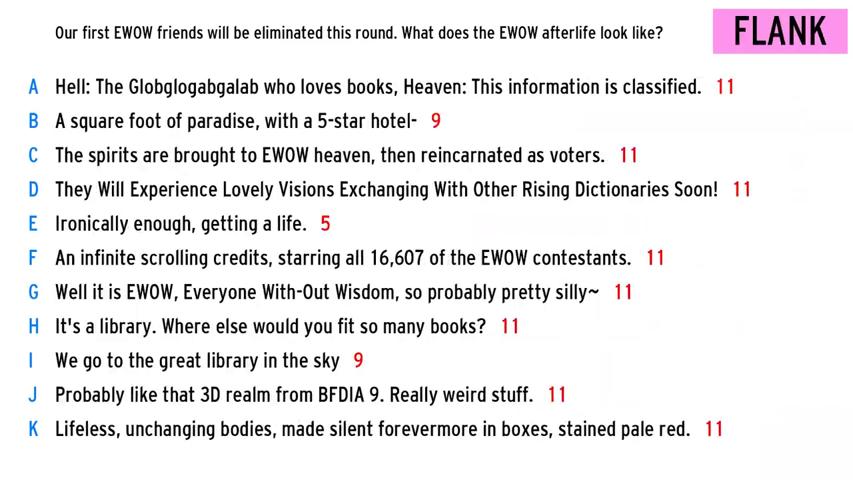 Our first EWOW friends will be eliminated this round. What does the EWOW afterlife look like?
FLANK
A Hell: The Globglogabgalab who loves books, Heaven: This information is classified. 11
B A square foot of paradise, with a 5-star hotel- 9
C The spirits are brought to EWOW heaven, then reincarnated as voters. 11
D They Will Experience Lovely Visions Exchanging With Other Rising Dictionaries Soon! 11
E Ironically enough, getting a life. 5
F An infinite scrolling credits, starring all 16,607 of the EWOW contestants. 11
G Well it is EWOW, Everyone With-Out Wisdom, so probably pretty silly~ 11
H It's a library. Where else would you fit so many books? 11
I We go to the great library in the sky 9
J Probably like that 3D realm from BFDIA 9. Really weird stuff. 11
K Lifeless, unchanging bodies, made silent forevermore in boxes, stained pale red. 11